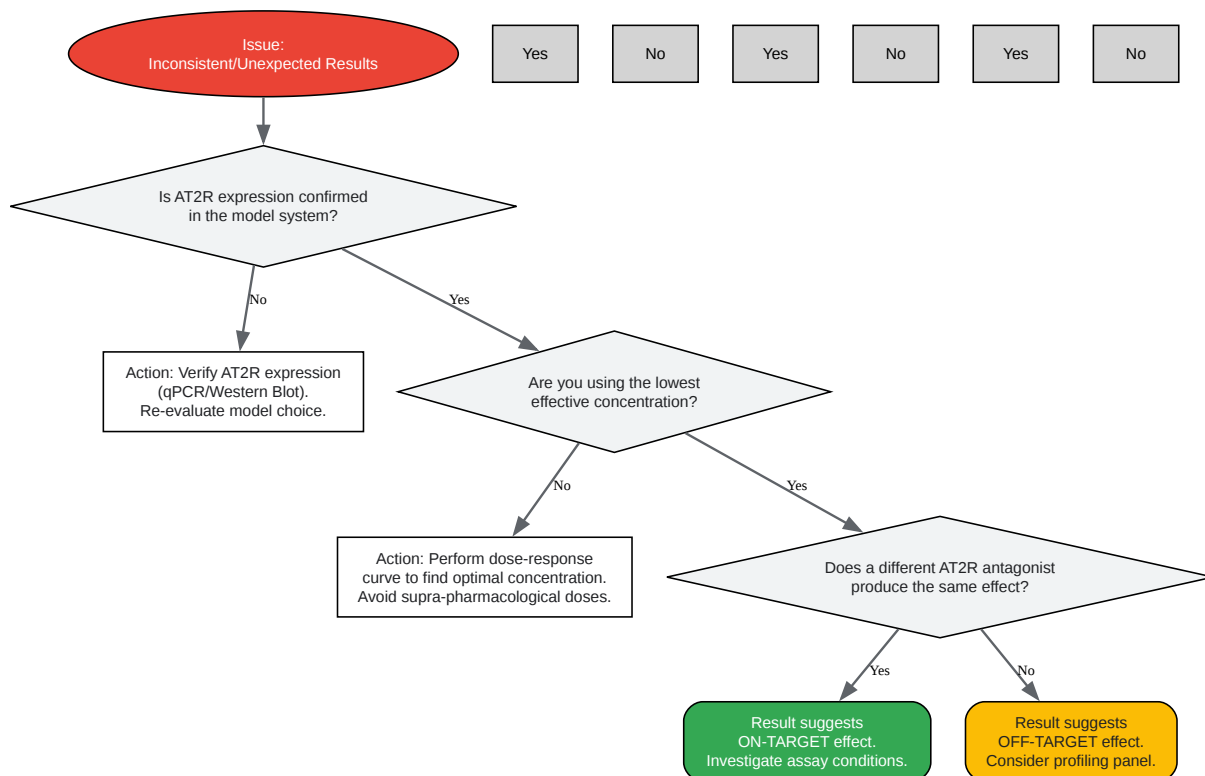 Issue:
Inconsistent/Unexpected Results
Yes
No
Yes
No
Yes
No
Is AT2R expression confirmed
in the model system?
No
Yes
Action: Verify AT2R expression
(qPCR/Western Blot).
Re-evaluate model choice.
Are you using the lowest
effective concentration?
No
Yes
Action: Perform dose-response
curve to find optimal concentration.
Avoid supra-pharmacological doses.
Does a different AT2R antagonist
produce the same effect?
Yes
No
Result suggests
ON-TARGET effect.
Investigate assay conditions.
Result suggests
OFF-TARGET effect.
Consider profiling panel.